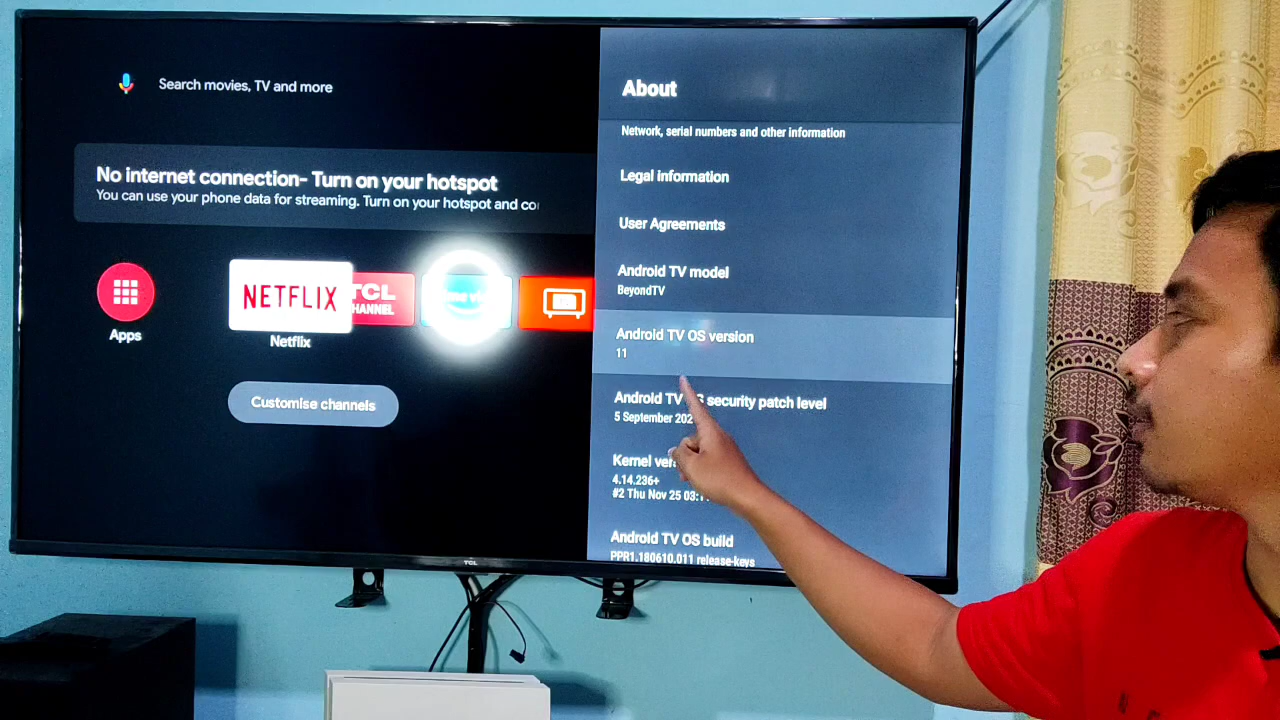 Search movies, TV and more
No internet connection- Turn on your hotspot
You can use your phone data for streaming. Turn on your hotspot and
Apps
NETFLIX
TCL
CHANNEL
Netflix
Customise channels
About
Network, serial numbers and other information
Legal information
User Agreements
Android TV model
BeyondTV
Android TV OS version
11
Android TV security patch level
5 September
Kernel
4.14.236+
#2 Thu Nov 25
Android TV OS build
PPR1.180610.011 release-keys
TCL